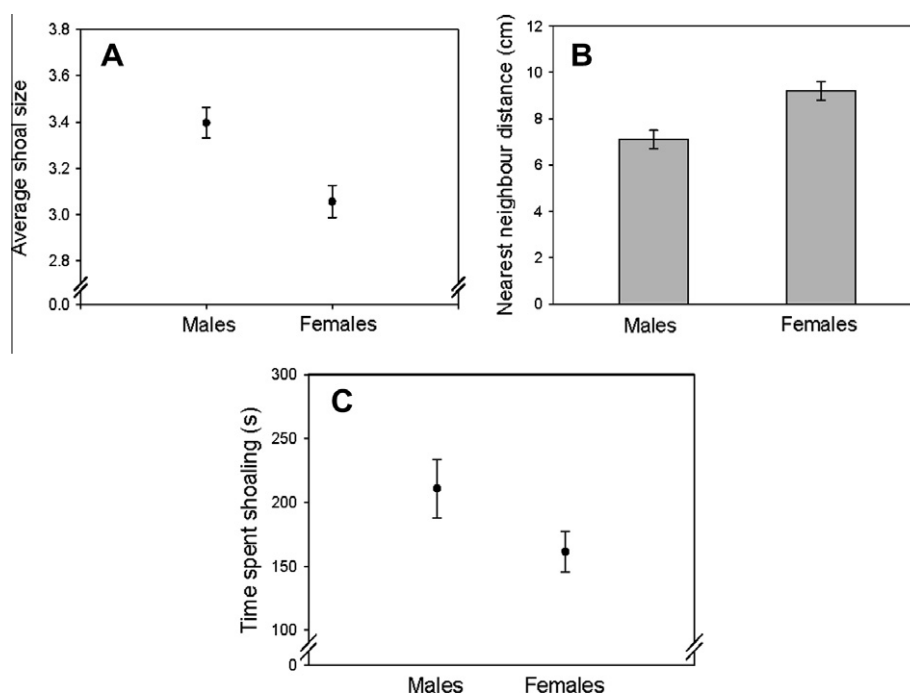 A
Average shoal size
3.8
3.6
3.4
3.2
3.0
2.8
0.0
Males Females
B
Nearest neighbour distance (cm)
12
10
8
6
4
2
0
Males Females
C
Time spent shoaling (s)
300
250
200
150
100
0
Males Females